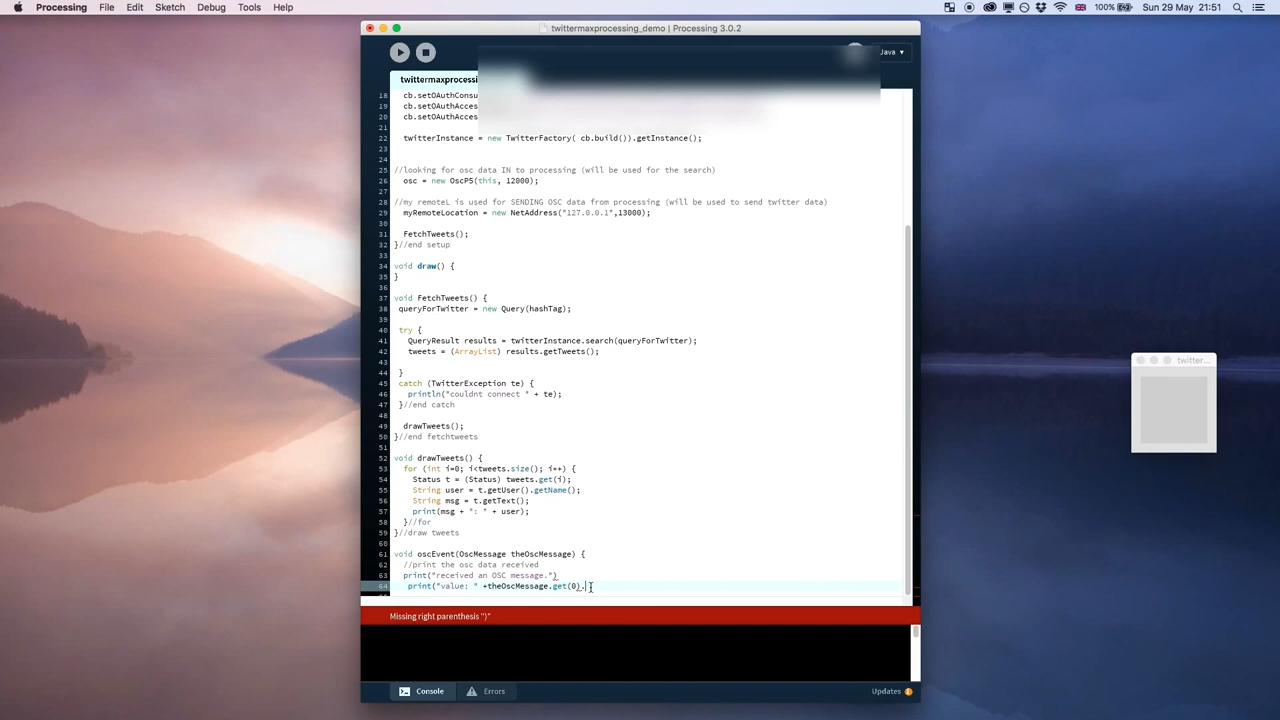 Processing File Edit Sketch Debug Tools Help 100% Sun 29 May 21:51
twittermaxprocessing_demo | Processing 3.0.2
Java ▾
twittermaxprocessi
18 cb.setOAuthConsu
19 cb.setOAuthAcces
20 cb.setOAuthAcces
21
22 twitterInstance = new TwitterFactory( cb.build()).getInstance();
23
24
25 //looking for osc data IN to processing (will be used for the search)
26 osc = new OscP5(this, 12000);
27
28 //my remoteL is used for SENDING OSC data from processing (will be used to send twitter data)
29 myRemoteLocation = new NetAddress("127.0.0.1",13000);
30
31 FetchTweets();
32 }//end setup
33
34 void draw() {
35 }
36
37 void FetchTweets() {
38 queryForTwitter = new Query(hashTag);
39
40 try {
41 QueryResult results = twitterInstance.search(queryForTwitter);
42 tweets = (ArrayList) results.getTweets();
43
44 }
45 catch (TwitterException te) {
46 println("couldnt connect " + te);
47 }//end catch
48
49 drawTweets();
50 }//end fetchtweets
51
52 void drawTweets() {
53 for (int i=0; i<tweets.size(); i++) {
54 Status t = (Status) tweets.get(i);
55 String user = t.getUser().getName();
56 String msg = t.getText();
57 print(msg + ": " + user);
58 }//for
59 }//draw tweets
60
61 void oscEvent(OscMessage theOscMessage) {
62 //print the osc data received
63 print("received an OSC message.")
64 print("value: " +theOscMessage.get(0).
Missing right parenthesis ")"
Console Errors Updates
twitter...